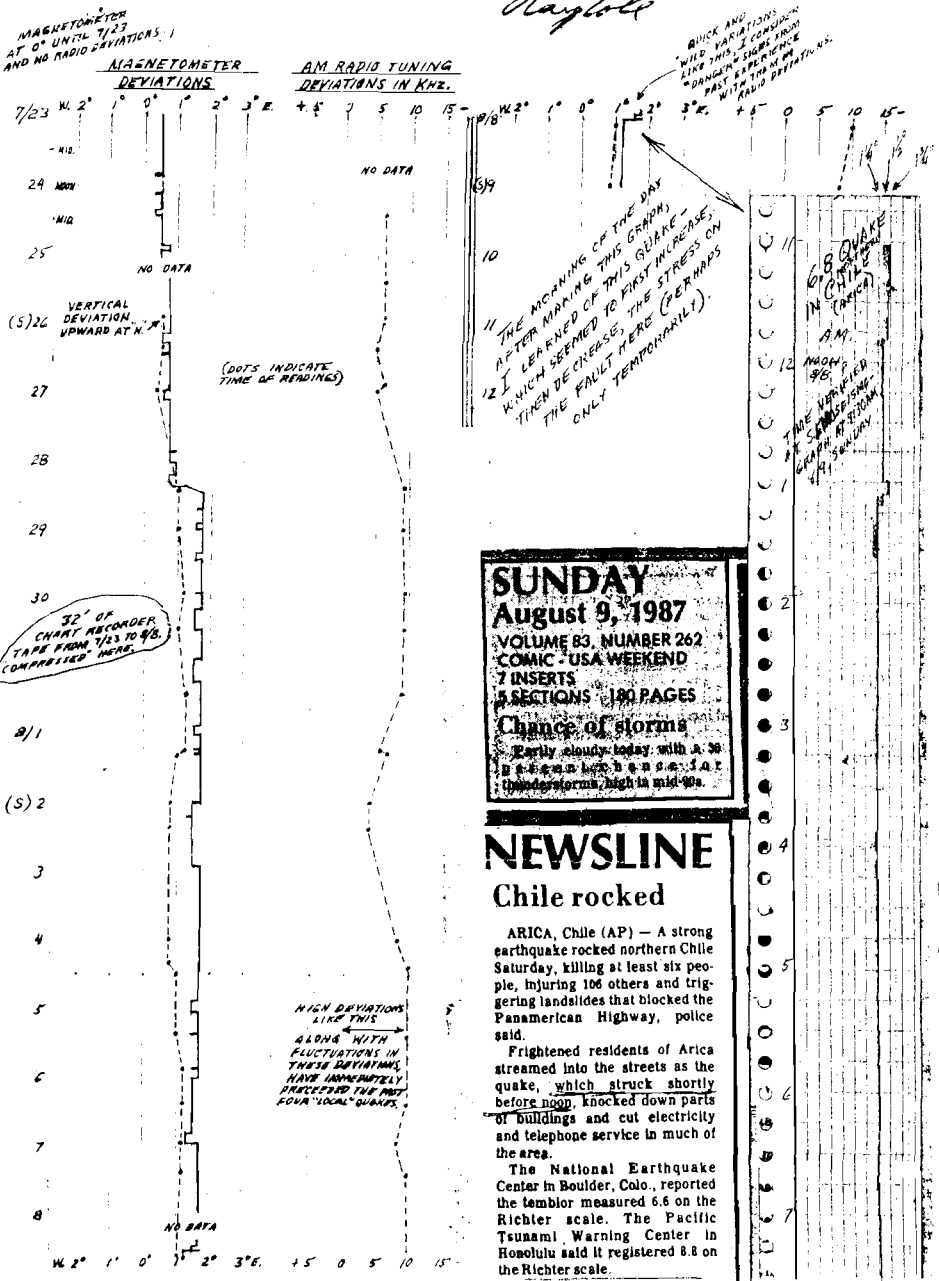 MAGNETOMETER
AT 0° UNTIL 7/23
AND NO RADIO DEVIATIONS
MAGNETOMETER
DEVIATIONS
AM RADIO TUNING
DEVIATIONS IN KHZ.
7/23 W. 2° 1° 0° 1° 2° 3° E. +5 0 5 10 15-
- MID.
24 NOON
- MID.
25
NO DATA
NO DATA
VERTICAL
DEVIATION
UPWARD AT N.
(S) 26
(DOTS INDICATE
TIME OF READINGS)
27
28
29
30
32' OF
CHART RECORDER
TAPE FROM 7/23 TO 8/8
COMPRESSED HERE
8/1
(S) 2
3
4
5
HIGH DEVIATIONS
LIKE THIS
ALONG WITH
FLUCTUATIONS IN
THESE DEVIATIONS,
HAVE IMMEDIATELY
PRECEEDED THE PAST
FOUR "LOCAL" QUAKES.
6
7
8
NO DATA
W. 2° 1° 0° 1° 2° 3° E. +5 0 5 10 15-
QUICK AND
WILD VARIATIONS
LIKE THIS, I CONSIDER
"DANGER" SIGNS FROM
PAST EXPERIENCE
WITH THEM OR
RADIO DEVIATIONS.
8/8 W. 2° 1° 0° 1° 2° 3° E. +5 0 5 10 15-
(S) 9
10
11
12
THE MORNING OF THE DAY
AFTER MAKING THIS GRAPH,
I LEARNED OF THIS QUAKE -
WHICH SEEMED TO FIRST INCREASE,
THEN DECREASE, THE STRESS ON
THE FAULT HERE (PERHAPS
ONLY TEMPORARILY).
11
6.8 QUAKE
IN NORTHERN
CHILE
(ARICA)
A.M.
12
NOON
8/8
TIME VERIFIED
8/9, SUNDAY
1
2
3
4
5
6
7
SUNDAY
August 9, 1987
VOLUME 83, NUMBER 262
COMIC - USA WEEKEND
7 INSERTS
5 SECTIONS 180 PAGES
Chance of storms
Partly cloudy today with a 30
percent chance for
thunderstorms, high in mid-90s.
NEWSLINE
Chile rocked
ARICA, Chile (AP) — A strong
earthquake rocked northern Chile
Saturday, killing at least six peo-
ple, injuring 106 others and trig-
gering landslides that blocked the
Panamerican Highway, police
said.
Frightened residents of Arica
streamed into the streets as the
quake, which struck shortly
before noon, knocked down parts
of buildings and cut electricity
and telephone service in much of
the area.
The National Earthquake
Center in Boulder, Colo., reported
the temblor measured 6.6 on the
Richter scale. The Pacific
Tsunami Warning Center in
Honolulu said it registered 6.8 on
the Richter scale.